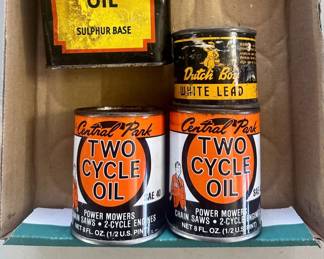 OIL
SULPHUR BASE
Dutch Boy
WHITE LEAD
Central Park
TWO
CYCLE
OIL
SAE 40
POWER MOWERS
CHAIN SAWS • 2-CYCLE ENGINES
NET 8 FL. OZ. (1/2 U.S. PINT)
Central Park
TWO
CYCLE
OIL
SAE
POWER MOWERS
CHAIN SAWS • 2-CYCLE ENGINES
NET 8 FL. OZ. (1/2 U.S. PINT)